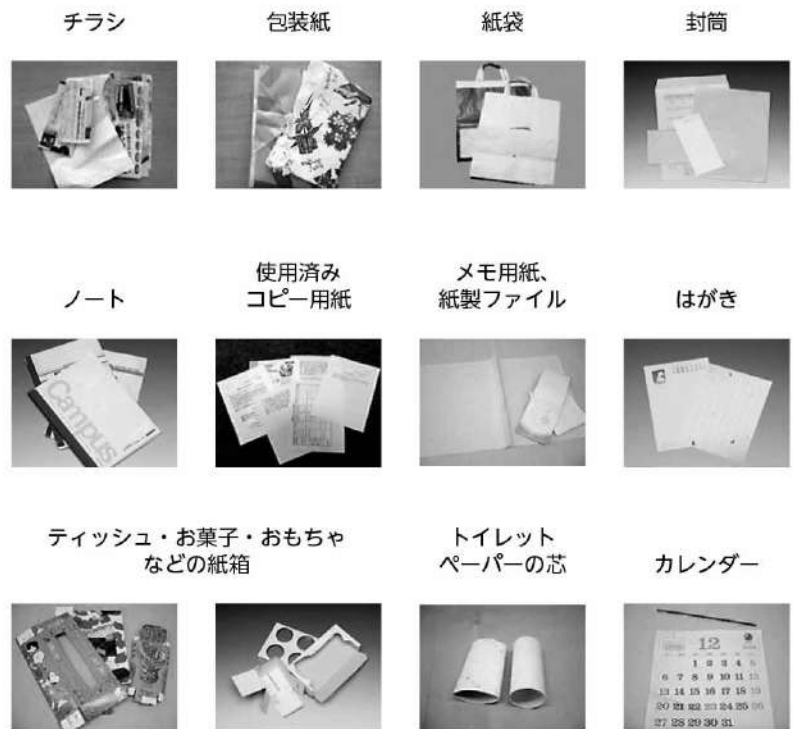 チラシ
包装紙
紙袋
封筒
ノート
使用済み
コピー用紙
メモ用紙、
紙製ファイル
はがき
Campus
ティッシュ・お菓子・おもちゃ
などの紙箱
トイレット
ペーパーの芯
カレンダー
12
1 2 3 4 5
6 7 8 9 10 11 12
13 14 15 16 17 18 19
20 21 22 23 24 25 26
27 28 29 30 31